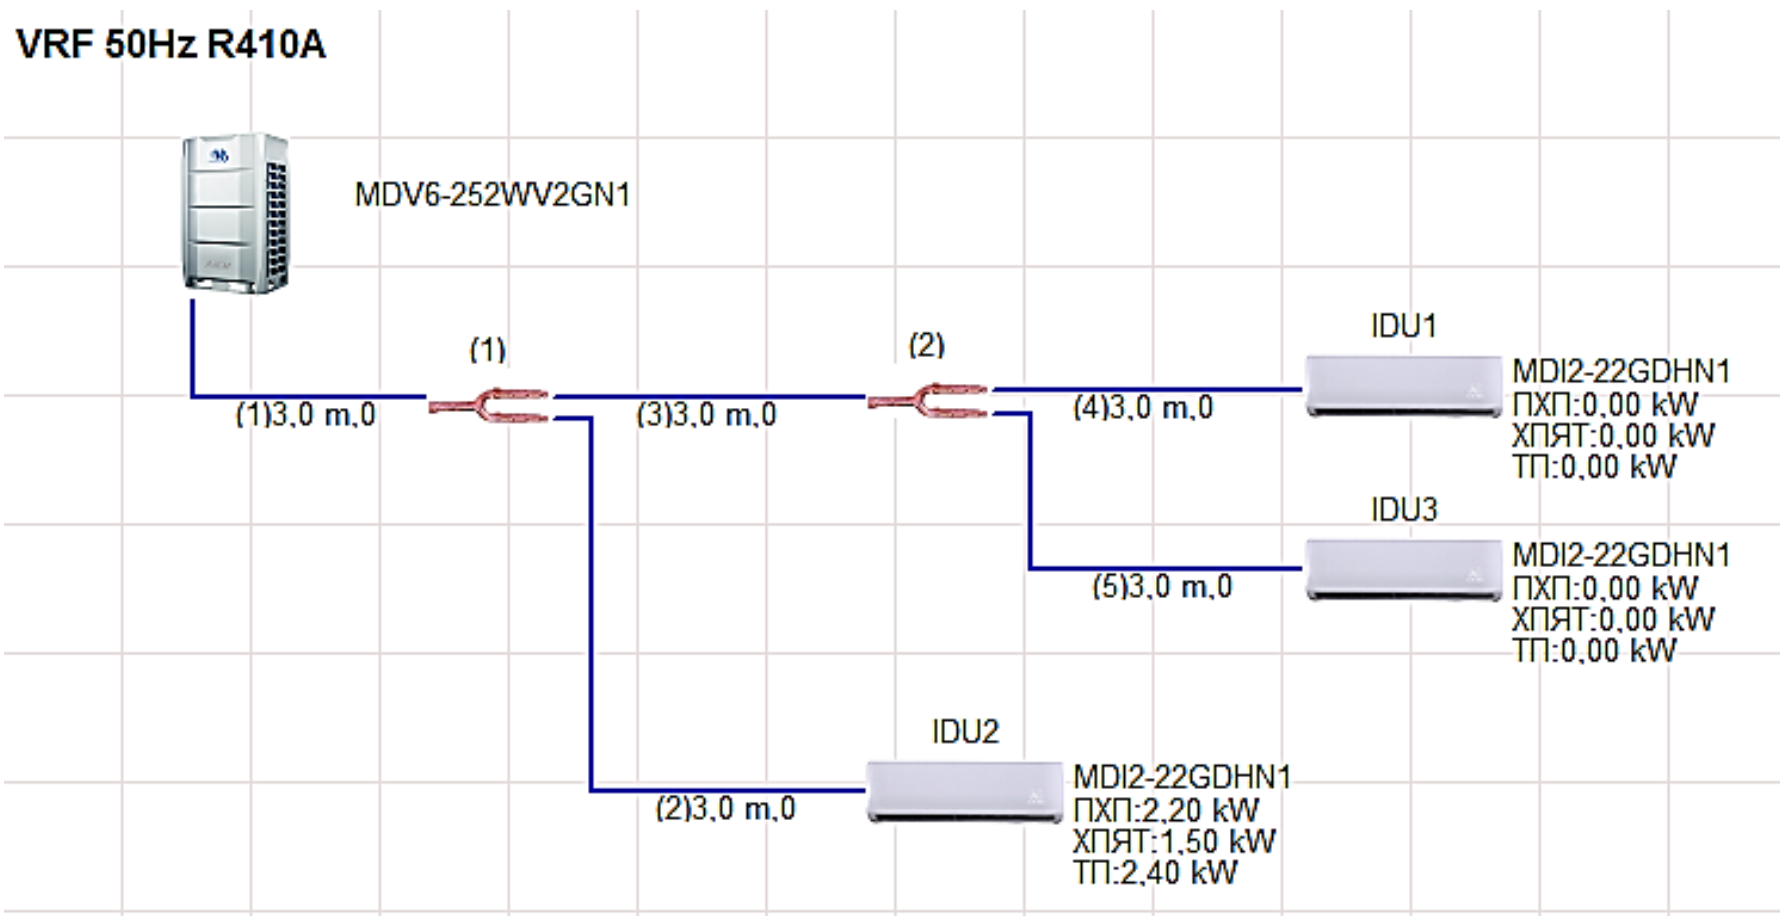 VRF 50Hz R410A
MDV6-252WV2GN1
(1)
(2)
IDU1
(1)3,0 m,0
(3)3,0 m,0
(4)3,0 m,0
MDI2-22GDHN1
ПХП:0,00 kW
ХПЯТ:0,00 kW
ТП:0,00 kW
IDU3
(5)3,0 m,0
MDI2-22GDHN1
ПХП:0,00 kW
ХПЯТ:0,00 kW
ТП:0,00 kW
IDU2
(2)3,0 m,0
MDI2-22GDHN1
ПХП:2,20 kW
ХПЯТ:1,50 kW
ТП:2,40 kW